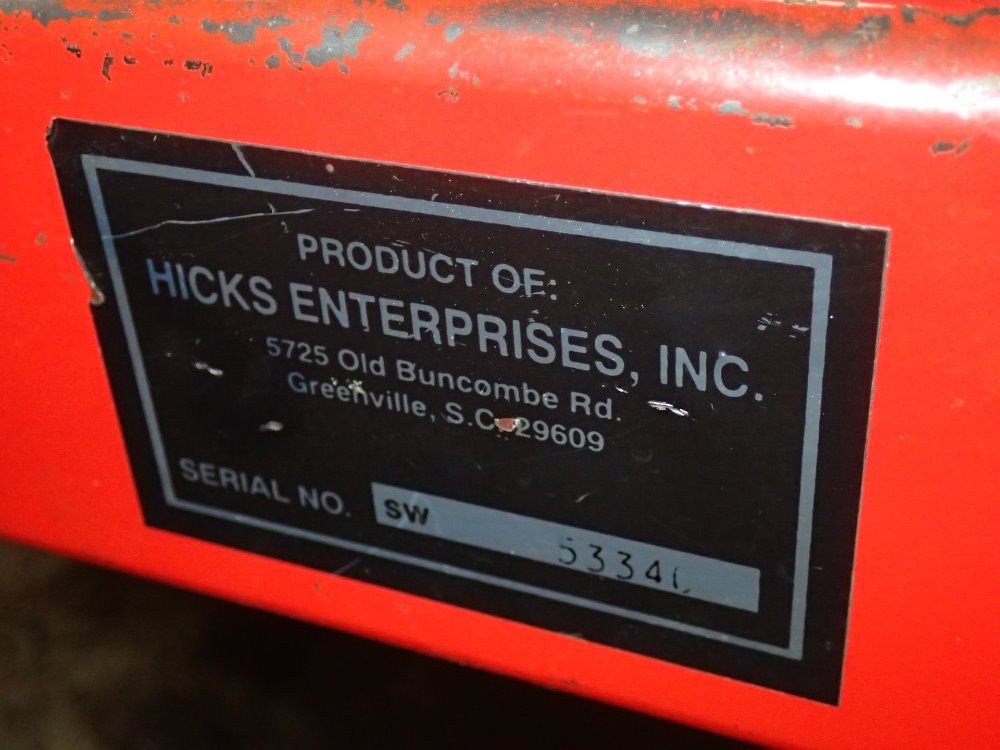 PRODUCT OF:
HICKS ENTERPRISES, INC.
5725 Old Buncombe Rd.
Greenville, S.C. 29609
SERIAL NO. SW